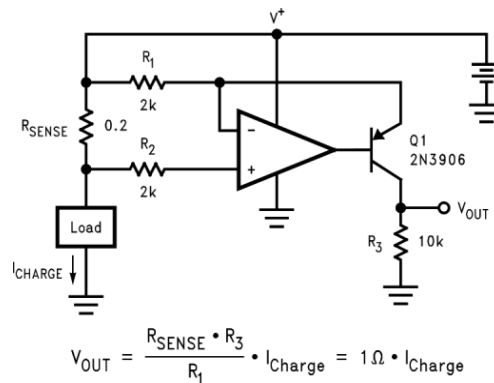 V+
R1
2k
RSENSE 0.2
R2
2k
-
+
Q1
2N3906
Load
VOUT
ICHARGE
R3 10k
VOUT = RSENSE • R3 / R1 • ICharge = 1Ω • ICharge